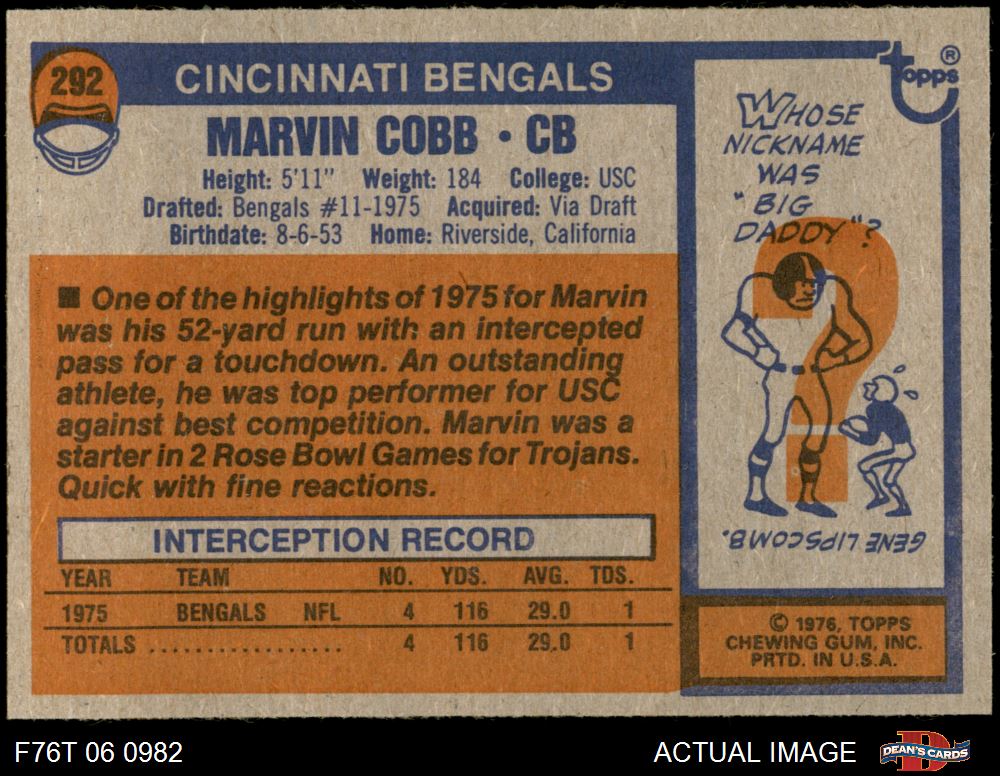 292
CINCINNATI BENGALS
MARVIN COBB • CB
Height: 5'11" Weight: 184 College: USC
Drafted: Bengals #11-1975 Acquired: Via Draft
Birthdate: 8-6-53 Home: Riverside, California
■ One of the highlights of 1975 for Marvin
was his 52-yard run with an intercepted
pass for a touchdown. An outstanding
athlete, he was top performer for USC
against best competition. Marvin was a
starter in 2 Rose Bowl Games for Trojans.
Quick with fine reactions.
INTERCEPTION RECORD
YEAR TEAM NO. YDS. AVG. TDS.
1975 BENGALS NFL 4 116 29.0 1
TOTALS ................. 4 116 29.0 1
topps®
WHOSE
NICKNAME
WAS
"BIG
DADDY"?
?
GENE LIPSCOMB.
© 1976, TOPPS
CHEWING GUM, INC.
PRTD. IN U.S.A.
F76T 06 0982
ACTUAL IMAGE
D
DEAN'S CARDS